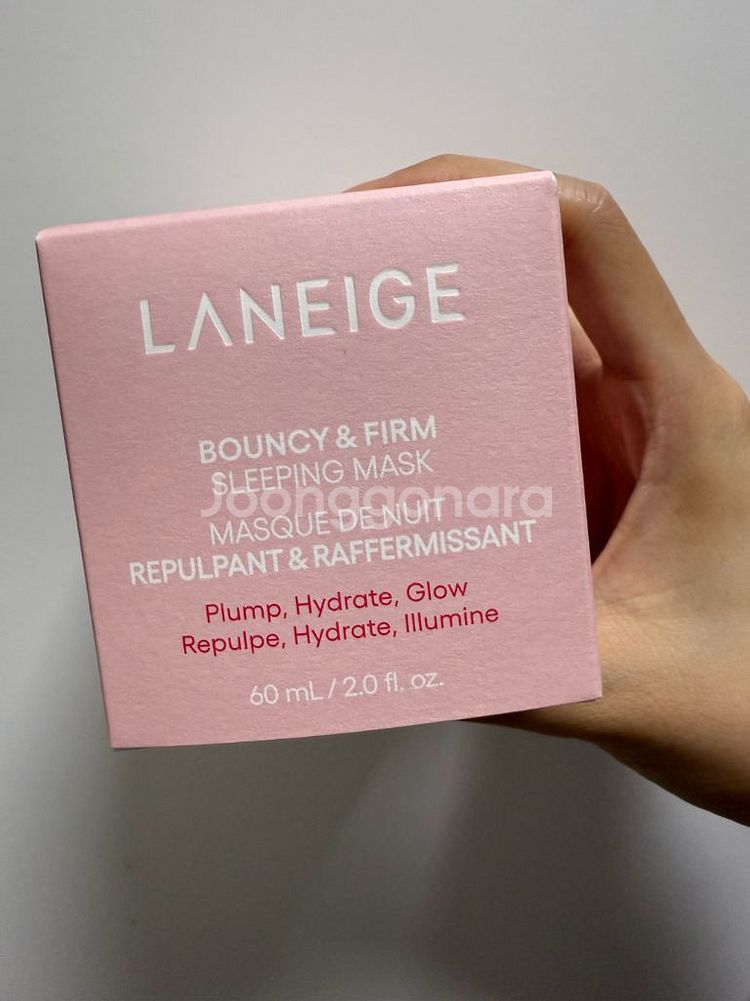 LANEIGE
BOUNCY & FIRM
SLEEPING MASK
Joonggonara
MASQUE DE NUIT
REPULPANT & RAFFERMISSANT
Plump, Hydrate, Glow
Repulpe, Hydrate, Illumine
60 mL / 2.0 fl. oz.